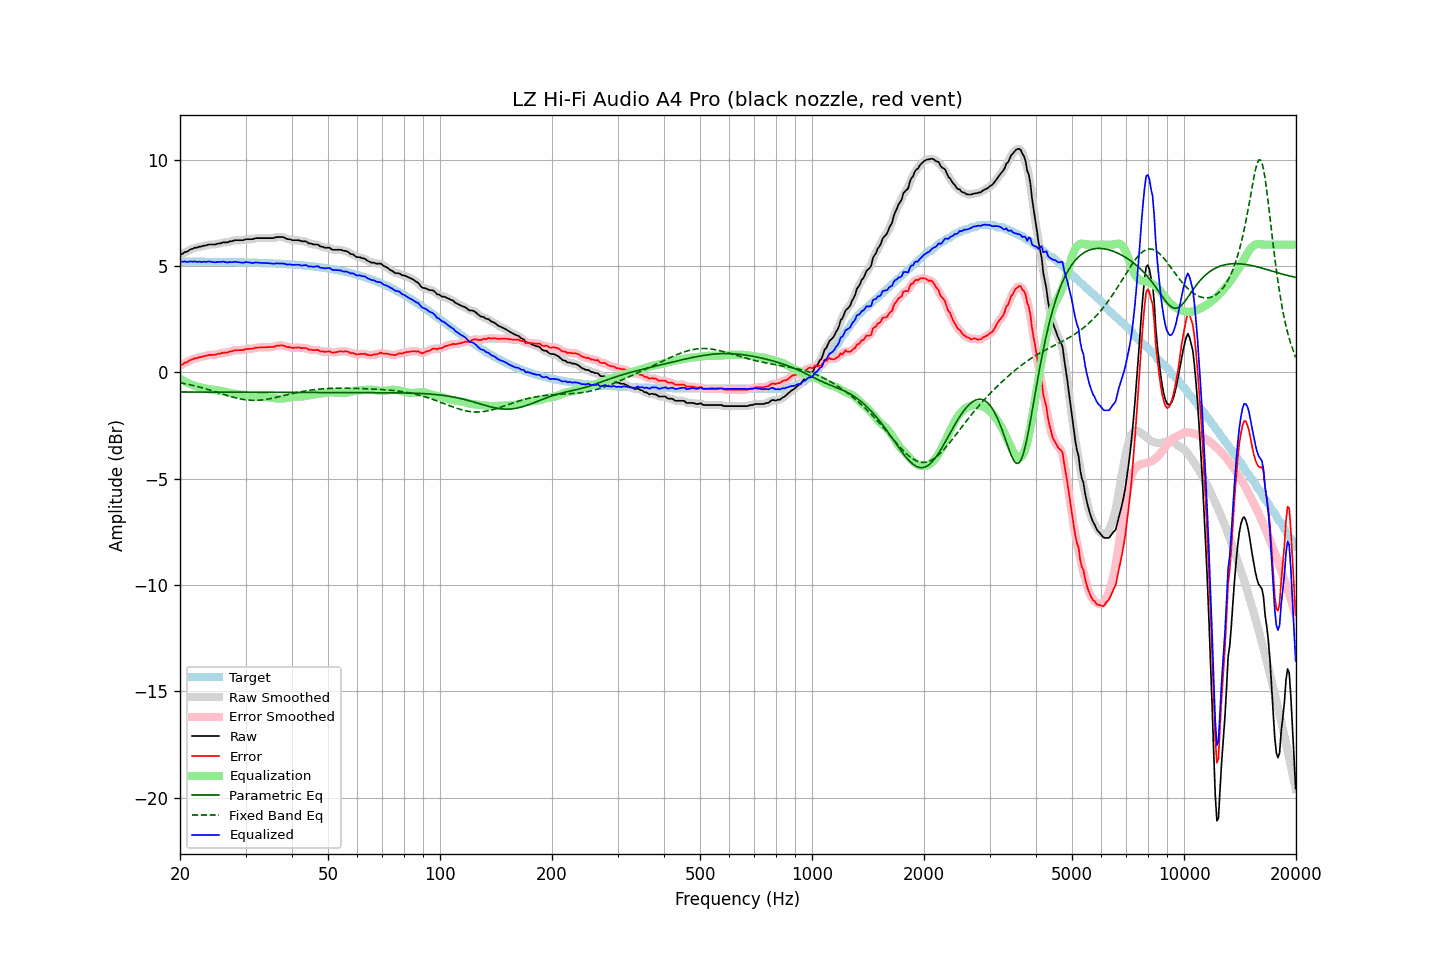 LZ Hi-Fi Audio A4 Pro (black nozzle, red vent)
Amplitude (dBr)
10
5
0
−5
−10
−15
−20
Target
Raw Smoothed
Error Smoothed
Raw
Error
Equalization
Parametric Eq
Fixed Band Eq
Equalized
20 50 100 200 500 1000 2000 5000 10000 20000
Frequency (Hz)